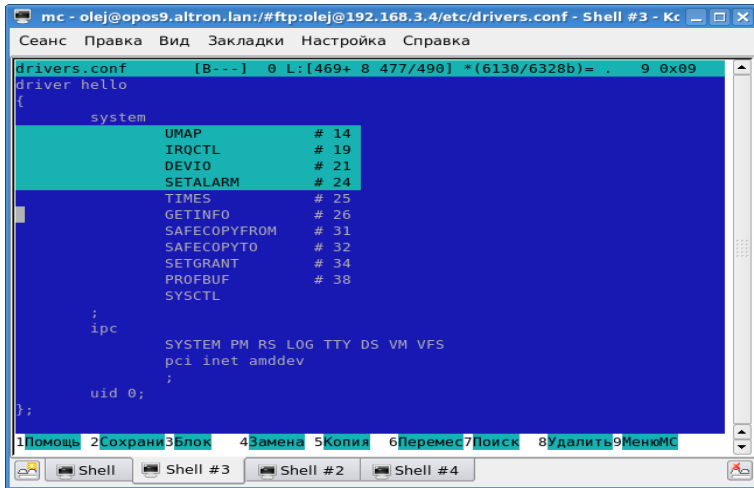 mc - olej@opos9.altron.lan:/#ftp:olej@192.168.3.4/etc/drivers.conf - Shell #3 - Kc
Сеанс Правка Вид Закладки Настройка Справка
drivers.conf [B---] 0 L:[469+ 8 477/490] *(6130/6328b)= . 9 0x09
driver hello
{
system
UMAP # 14
IRQCTL # 19
DEVIO # 21
SETALARM # 24
TIMES # 25
GETINFO # 26
SAFECOPYFROM # 31
SAFECOPYTO # 32
SETGRANT # 34
PROFBUF # 38
SYSCTL
;
ipc
SYSTEM PM RS LOG TTY DS VM VFS
pci inet amddev
;
uid 0;
};
1Помощь 2Сохрани 3Блок 4Замена 5Копия 6Перемес 7Поиск 8Удалить 9МенюМС
Shell Shell #3 Shell #2 Shell #4